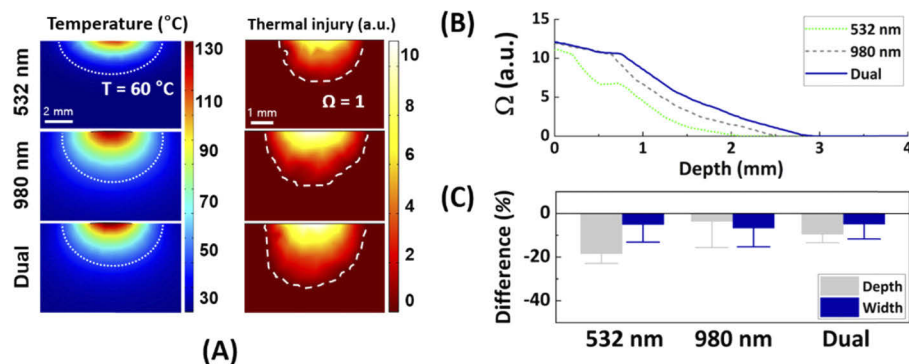 Temperature (°C)
Thermal injury (a.u.)
532 nm
980 nm
Dual
T = 60 °C
2 mm
130
110
90
70
50
30
Ω = 1
1 mm
10
8
6
4
2
0
(A)
(B)
Ω (a.u.)
15
10
5
0
0
1
2
3
4
Depth (mm)
532 nm
980 nm
Dual
(C)
Difference (%)
0
-20
-40
532 nm
980 nm
Dual
Depth
Width